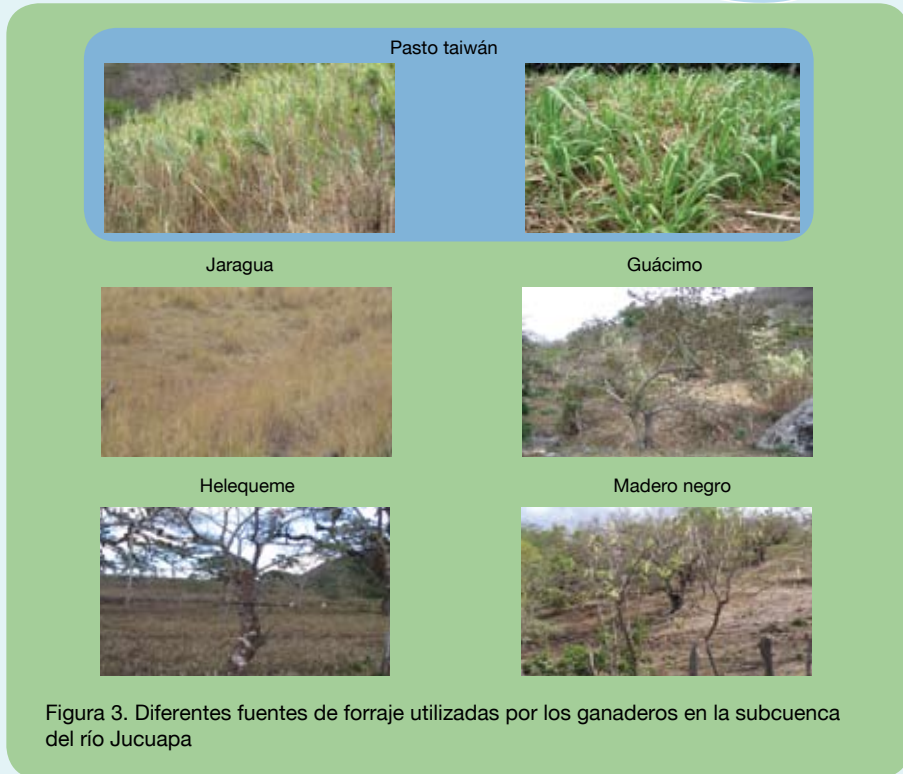 Pasto taiwán
Jaragua
Guácimo
Helequeme
Madero negro
Figura 3. Diferentes fuentes de forraje utilizadas por los ganaderos en la subcuenca
del río Jucuapa